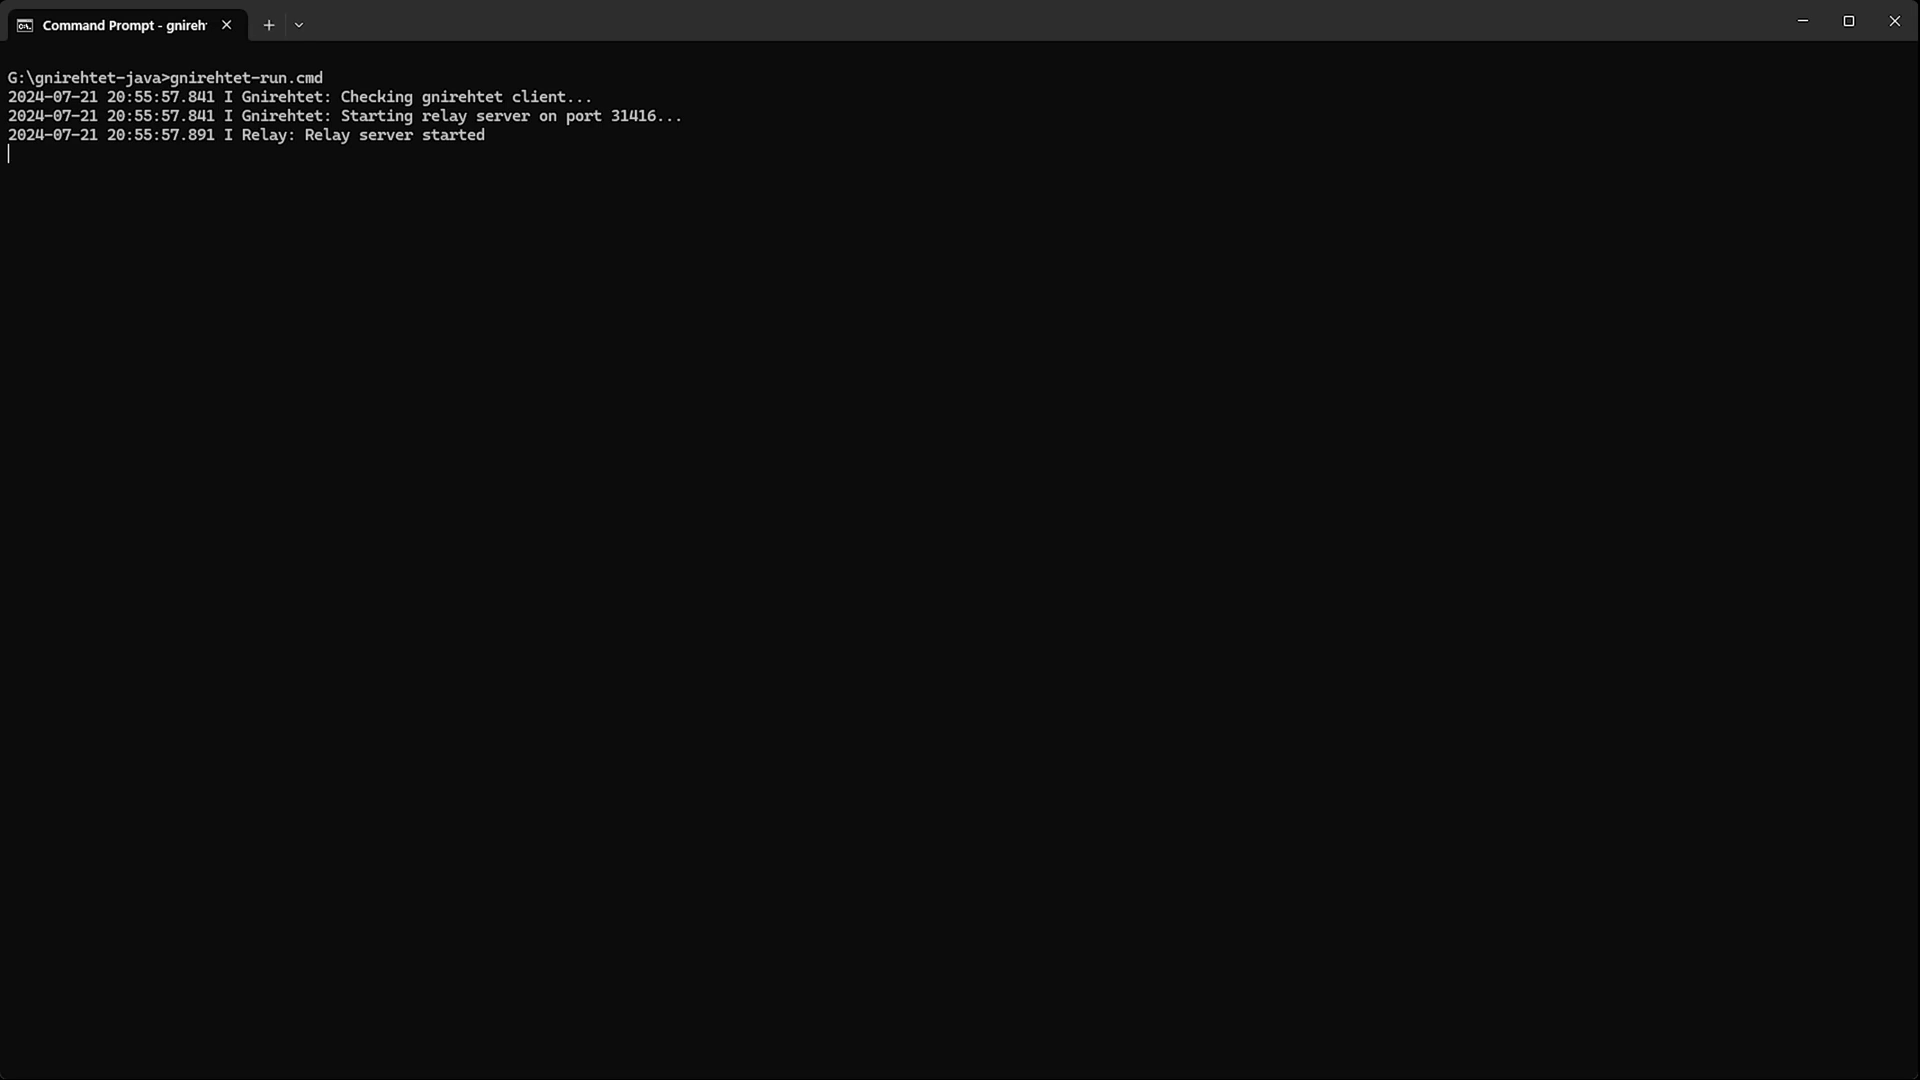 Command Prompt - gnireh
G:\gnirehtet-java>gnirehtet-run.cmd
2024-07-21 20:55:57.841 I Gnirehtet: Checking gnirehtet client...
2024-07-21 20:55:57.841 I Gnirehtet: Starting relay server on port 31416...
2024-07-21 20:55:57.891 I Relay: Relay server started